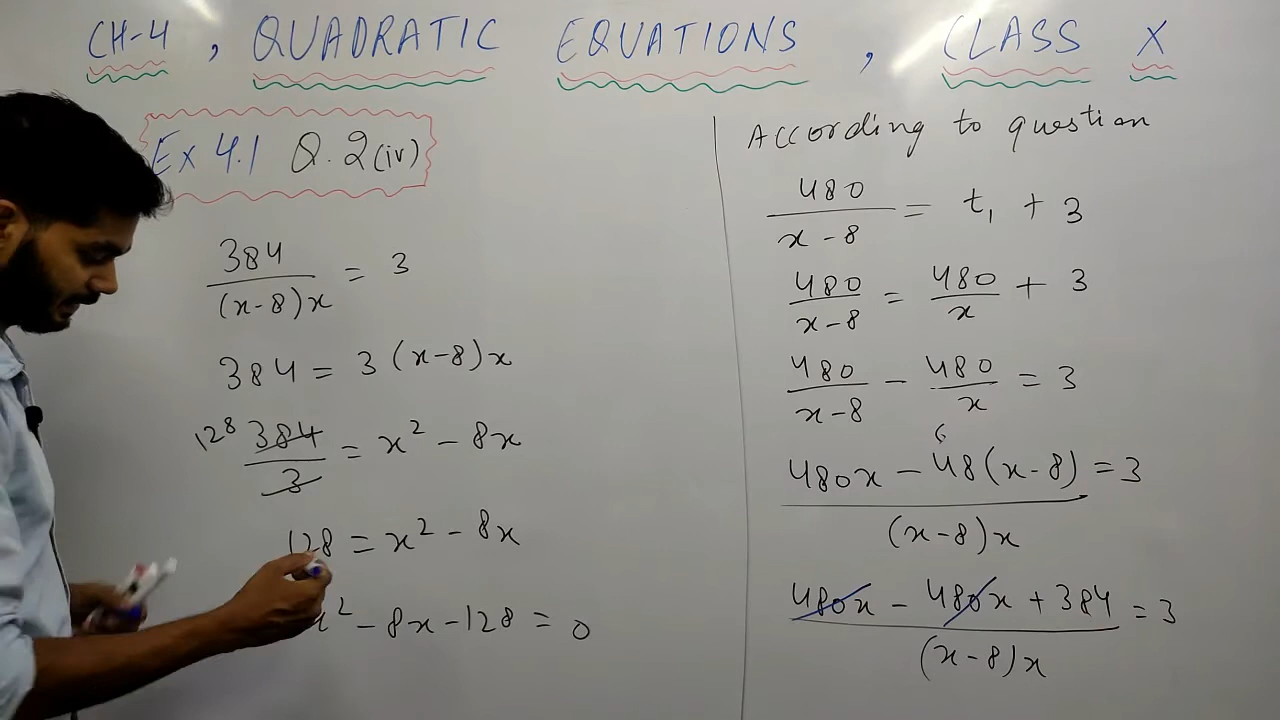 CH-4 , QUADRATIC EQUATIONS , CLASS X
Ex 4.1 Q.2(iv)
384/(x-8)x = 3
384 = 3(x-8)x
128 384/3 = x² - 8x
128 = x² - 8x
x² - 8x - 128 = 0
According to question
480/x-8 = t₁ + 3
480/x-8 = 480/x + 3
480/x-8 - 480/x = 3
6
480x - 48(x-8)/(x-8)x = 3
480x - 480x + 384/(x-8)x = 3